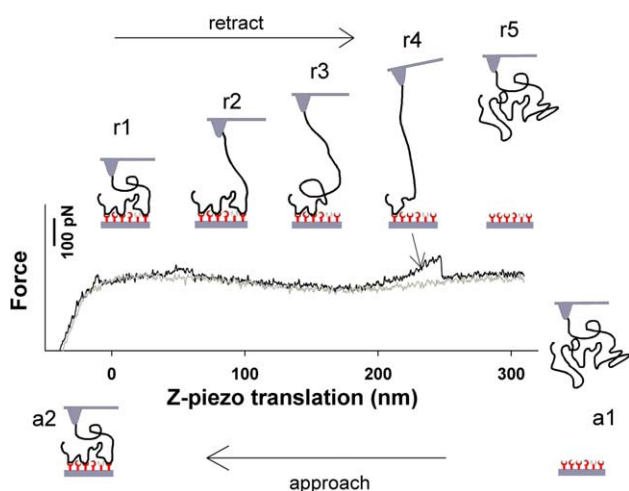 retract
r1
r2
r3
r4
r5
100 pN
Force
0
100
200
300
Z-piezo translation (nm)
a2
a1
approach